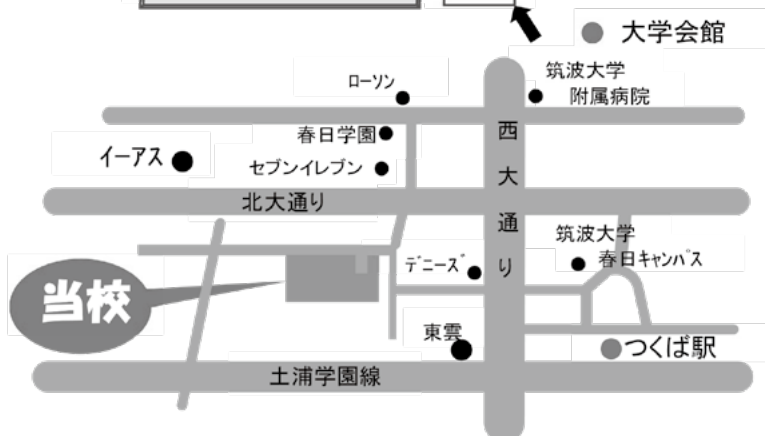 大学会館
筑波大学
附属病院
ローソン
春日学園
イーアス
セブンイレブン
西大通り
北大通り
筑波大学
春日キャンパス
デニーズ
当校
東雲
つくば駅
土浦学園線